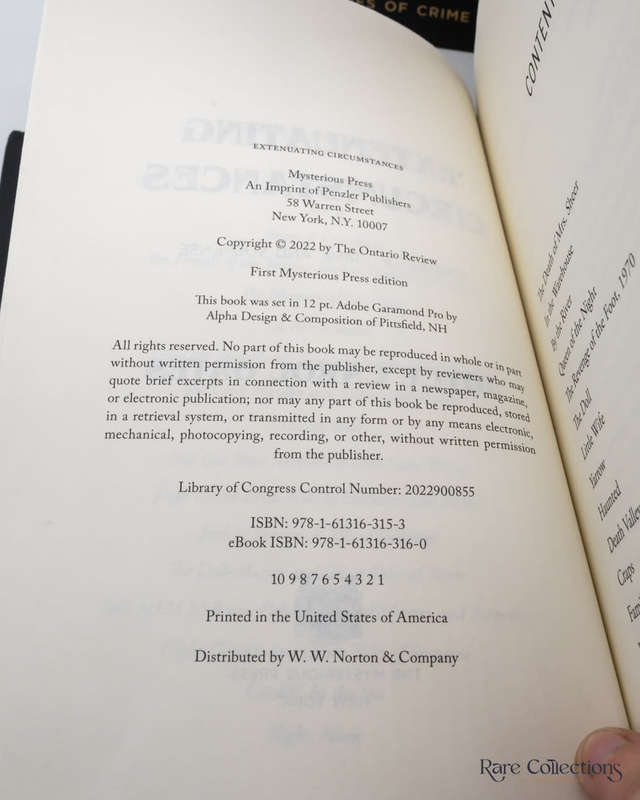 OF CRIME
EXTENUATING CIRCUMSTANCES
Mysterious Press
An Imprint of Penzler Publishers
58 Warren Street
New York, N.Y. 10007
Copyright © 2022 by The Ontario Review
First Mysterious Press edition
This book was set in 12 pt. Adobe Garamond Pro by
Alpha Design & Composition of Pittsfield, NH
All rights reserved. No part of this book may be reproduced in whole or in part
without written permission from the publisher, except by reviewers who may
quote brief excerpts in connection with a review in a newspaper, magazine,
or electronic publication; nor may any part of this book be reproduced, stored
in a retrieval system, or transmitted in any form or by any means electronic,
mechanical, photocopying, recording, or other, without written permission
from the publisher.
Library of Congress Control Number: 2022900855
ISBN: 978-1-61316-315-3
eBook ISBN: 978-1-61316-316-0
10 9 8 7 6 5 4 3 2 1
Printed in the United States of America
Distributed by W. W. Norton & Company
CONTEN
The Death of Mrs. Sheer
In the Warehouse
By the River
Queen of the Night
The Revenge of the Foot, 1970
The Doll
Little Wife
Yarrow
Haunted
Death Valley
Craps
Fami
Rare Collections